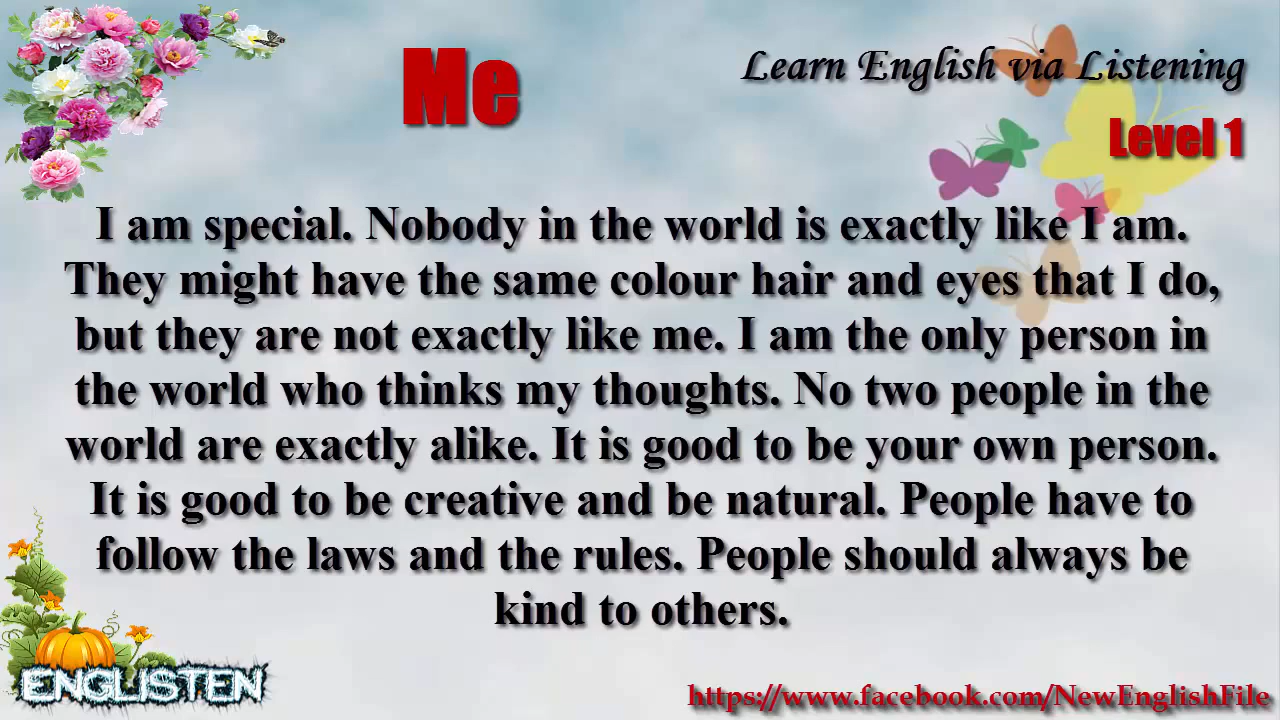 Me
Learn English via Listening
Level 1
I am special. Nobody in the world is exactly like I am.
They might have the same colour hair and eyes that I do,
but they are not exactly like me. I am the only person in
the world who thinks my thoughts. No two people in the
world are exactly alike. It is good to be your own person.
It is good to be creative and be natural. People have to
follow the laws and the rules. People should always be
kind to others.
ENGLISTEN
https://www.facebook.com/NewEnglishFile